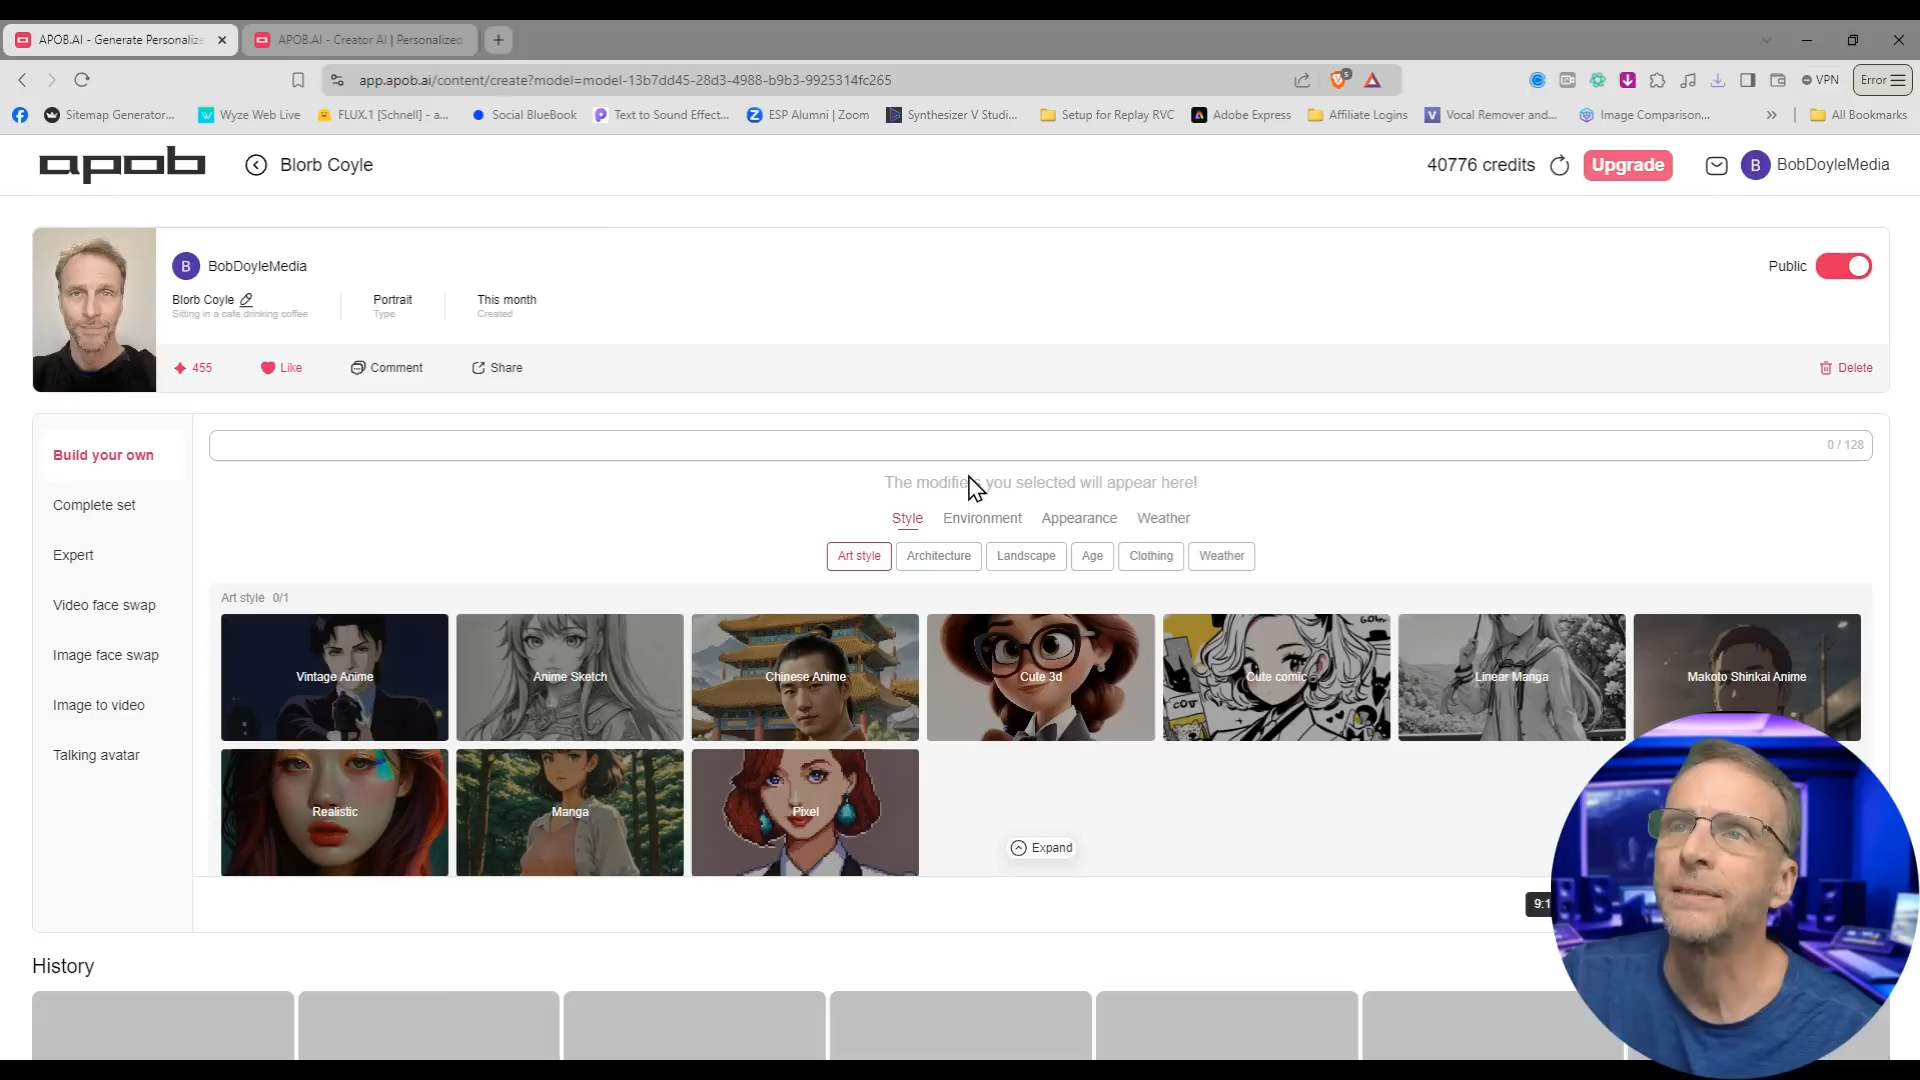 APOB.AI - Generate Personalize
APOB.AI - Creator AI | Personalized
app.apob.ai/content/create?model=model-13b7dd45-28d3-4988-b9b3-9925314fc265
5
VPN
Error
Sitemap Generator...
Wyze Web Live
FLUX.1 [Schnell] - a...
Social BlueBook
Text to Sound Effect...
ESP Alumni | Zoom
Synthesizer V Studi...
Setup for Replay RVC
Adobe Express
Affiliate Logins
Vocal Remover and...
Image Comparison...
All Bookmarks
apob
Blorb Coyle
40776 credits
Upgrade
B
BobDoyleMedia
B
BobDoyleMedia
Public
Blorb Coyle
Portrait
This month
Sitting in a cafe drinking coffee
Type
Created
455
Like
Comment
Share
Delete
Build your own
Complete set
Expert
Video face swap
Image face swap
Image to video
Talking avatar
0 / 128
The modifie you selected will appear here!
Style
Environment
Appearance
Weather
Art style
Architecture
Landscape
Age
Clothing
Weather
Art style 0/1
Vintage Anime
Anime Sketch
Chinese Anime
Cute 3d
Cute comic
Linear Manga
Makoto Shinkai Anime
Realistic
Manga
Pixel
Expand
9:1
History